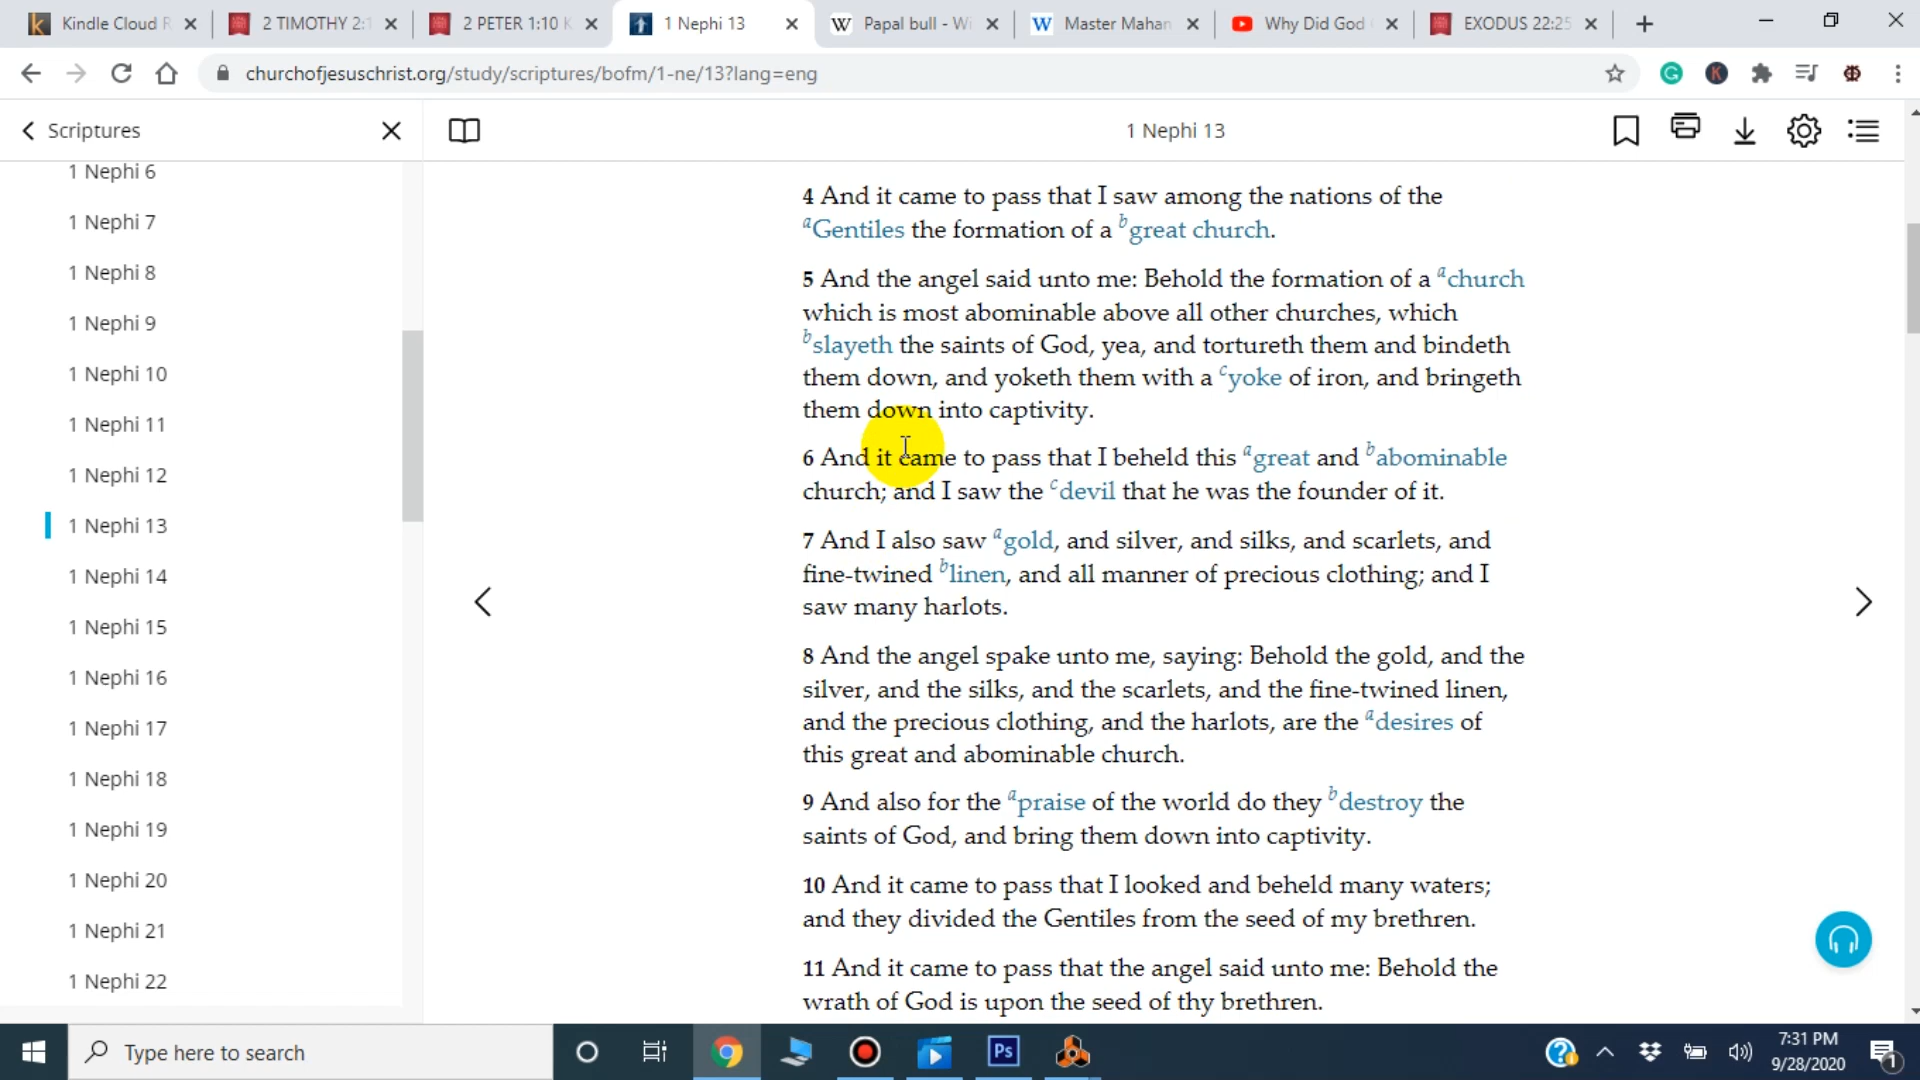 Kindle Cloud R
2 TIMOTHY 2:1
2 PETER 1:10 K
1 Nephi 13
Papal bull - Wi
Master Mahan
Why Did God
EXODUS 22:25
churchofjesuschrist.org/study/scriptures/bofm/1-ne/13?lang=eng
Scriptures
1 Nephi 13
1 Nephi 6
1 Nephi 7
1 Nephi 8
1 Nephi 9
1 Nephi 10
1 Nephi 11
1 Nephi 12
1 Nephi 13
1 Nephi 14
1 Nephi 15
1 Nephi 16
1 Nephi 17
1 Nephi 18
1 Nephi 19
1 Nephi 20
1 Nephi 21
1 Nephi 22
4 And it came to pass that I saw among the nations of the
aGentiles the formation of a bgreat church.
5 And the angel said unto me: Behold the formation of a achurch
which is most abominable above all other churches, which
bslayeth the saints of God, yea, and tortureth them and bindeth
them down, and yoketh them with a cyoke of iron, and bringeth
them down into captivity.
6 And it came to pass that I beheld this agreat and babominable
church; and I saw the cdevil that he was the founder of it.
7 And I also saw agold, and silver, and silks, and scarlets, and
fine-twined blinen, and all manner of precious clothing; and I
saw many harlots.
8 And the angel spake unto me, saying: Behold the gold, and the
silver, and the silks, and the scarlets, and the fine-twined linen,
and the precious clothing, and the harlots, are the adesires of
this great and abominable church.
9 And also for the apraise of the world do they bdestroy the
saints of God, and bring them down into captivity.
10 And it came to pass that I looked and beheld many waters;
and they divided the Gentiles from the seed of my brethren.
11 And it came to pass that the angel said unto me: Behold the
wrath of God is upon the seed of thy brethren.
Type here to search
Ps
7:31 PM
9/28/2020
1